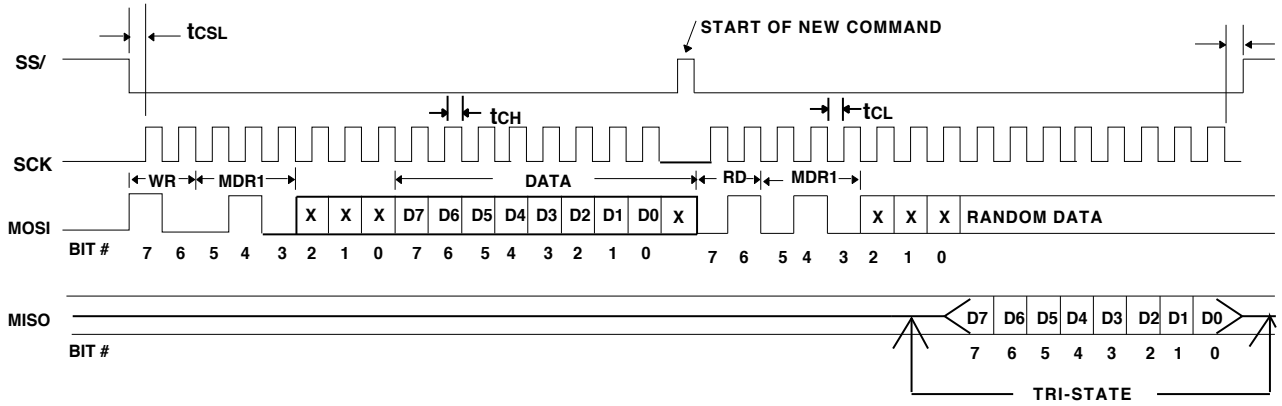 tCSL
START OF NEW COMMAND
SS/
tCH
tCL
SCK
WR MDR1 DATA RD MDR1
MOSI
X X X D7 D6 D5 D4 D3 D2 D1 D0 X X X X RANDOM DATA
BIT # 7 6 5 4 3 2 1 0 7 6 5 4 3 2 1 0 7 6 5 4 3 2 1 0
MISO D7 D6 D5 D4 D3 D2 D1 D0
BIT # 7 6 5 4 3 2 1 0
TRI-STATE